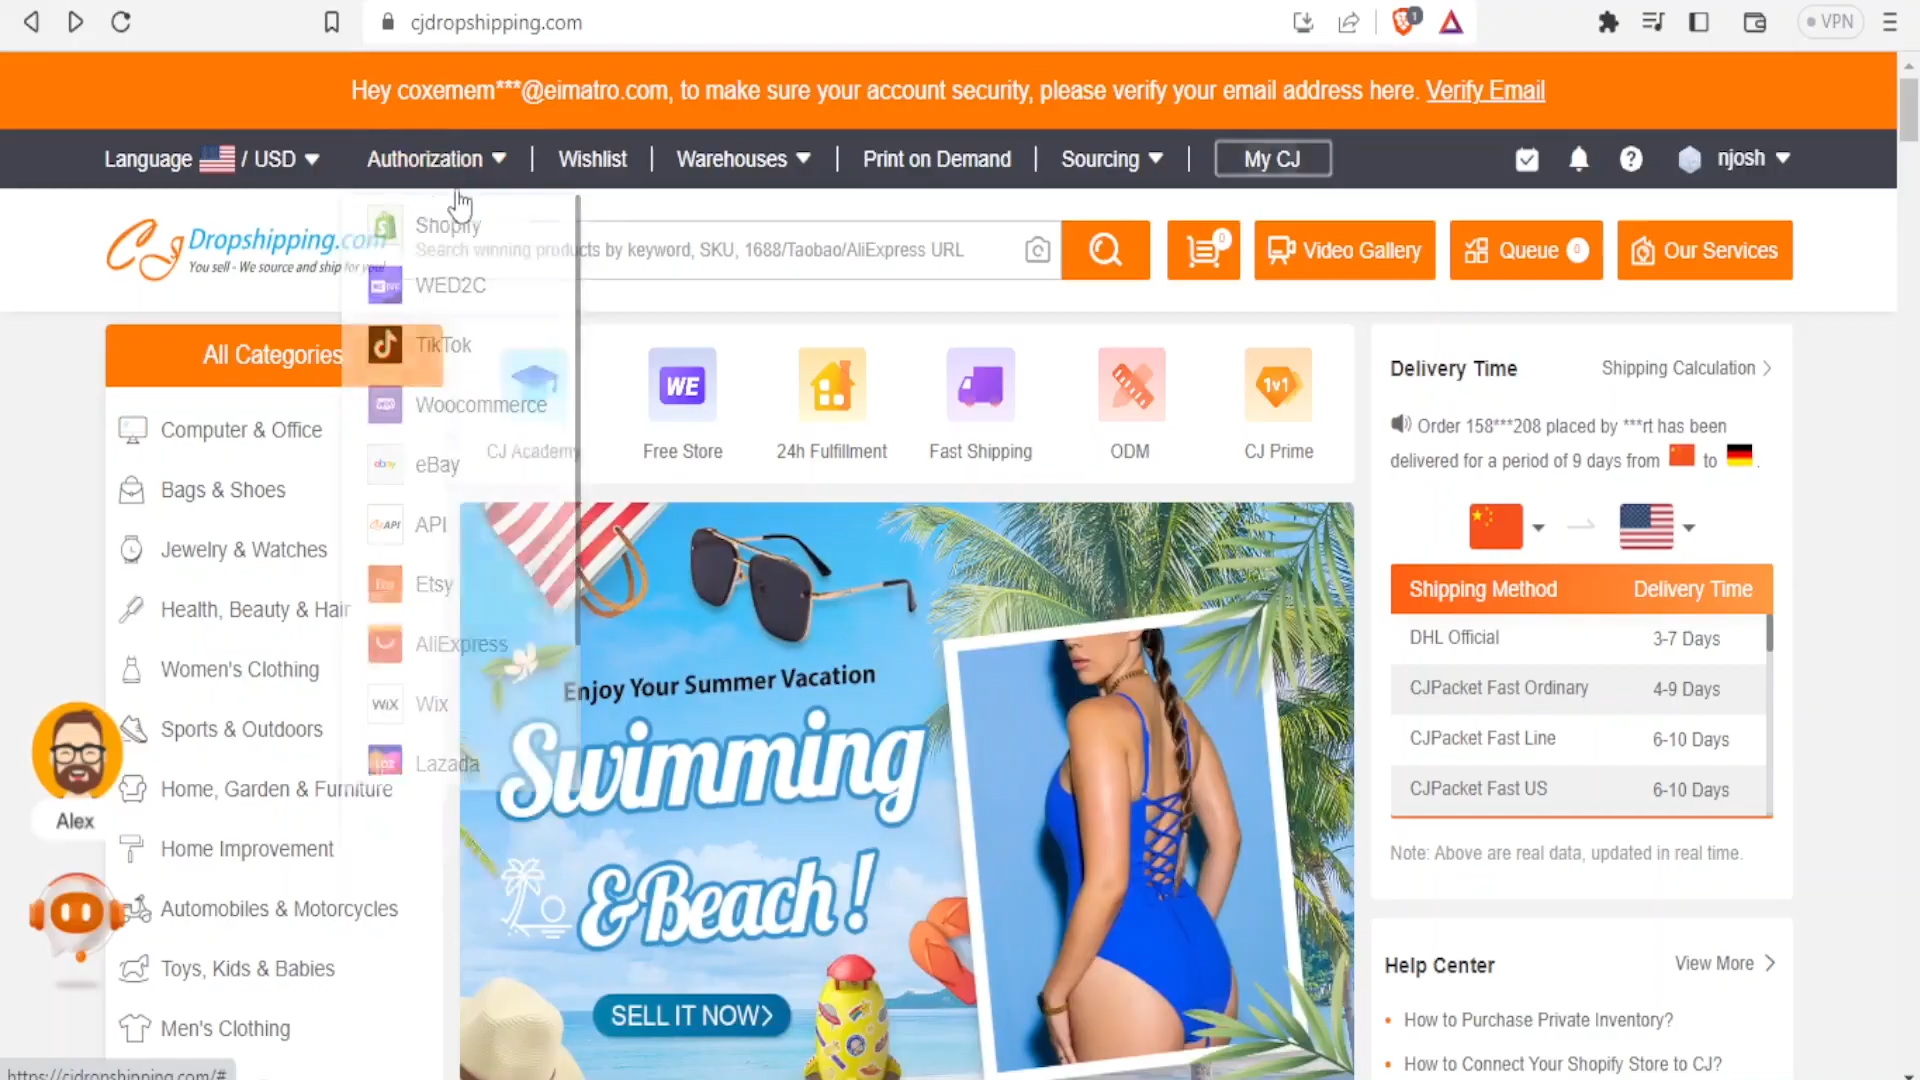 cjdropshipping.com
1
VPN
Hey coxemem***@eimatro.com, to make sure your account security, please verify your email address here. Verify Email
Language / USD
Authorization
Wishlist
Warehouses
Print on Demand
Sourcing
My CJ
njosh
CJ Dropshipping.com
You sell - We source and ship for you!
Search winning products by keyword, SKU, 1688/Taobao/AliExpress URL
0
Video Gallery
Queue 0
Our Services
Shopify
WED2C
TikTok
Woocommerce
eBay
API
Etsy
AliExpress
Wix
Lazada
All Categories
Computer & Office
Bags & Shoes
Jewelry & Watches
Health, Beauty & Hair
Women's Clothing
Sports & Outdoors
Home, Garden & Furniture
Home Improvement
Automobiles & Motorcycles
Toys, Kids & Babies
Men's Clothing
Alex
CJ Academy
WE
Free Store
24h Fulfillment
Fast Shipping
ODM
1v1
CJ Prime
Enjoy Your Summer Vacation
Swimming
&Beach!
SELL IT NOW>
Delivery Time
Shipping Calculation
Order 158***208 placed by ***rt has been
delivered for a period of 9 days from to .
Shipping Method Delivery Time
DHL Official 3-7 Days
CJPacket Fast Ordinary 4-9 Days
CJPacket Fast Line 6-10 Days
CJPacket Fast US 6-10 Days
Note: Above are real data, updated in real time.
Help Center
View More
• How to Purchase Private Inventory?
• How to Connect Your Shopify Store to CJ?
https://cjdropshipping.com/#